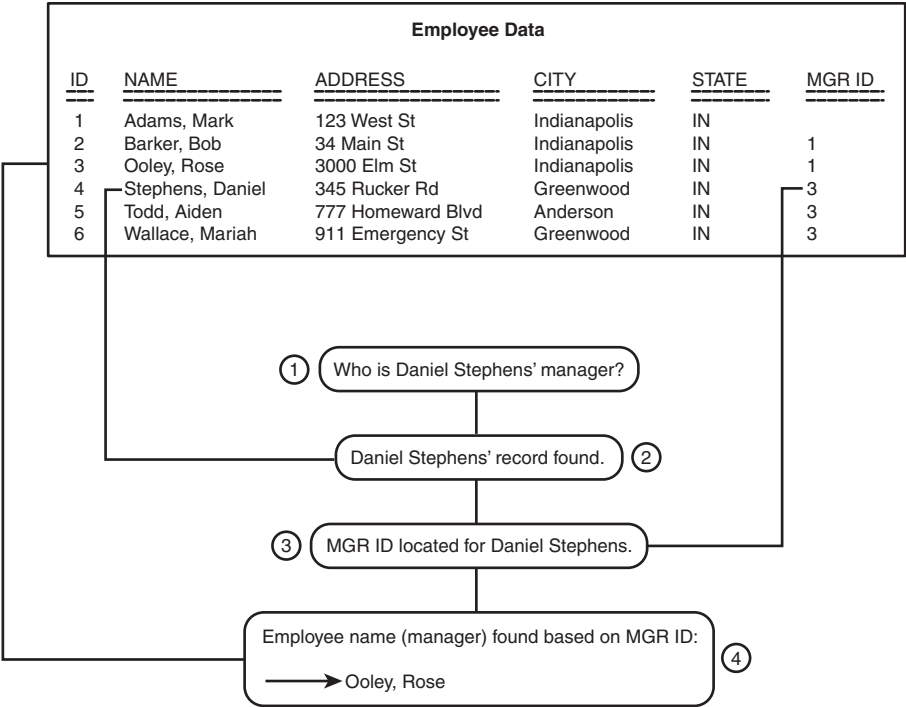 Employee Data
ID NAME ADDRESS CITY STATE MGR ID
1 Adams, Mark 123 West St Indianapolis IN
2 Barker, Bob 34 Main St Indianapolis IN 1
3 Ooley, Rose 3000 Elm St Indianapolis IN 1
4 Stephens, Daniel 345 Rucker Rd Greenwood IN 3
5 Todd, Aiden 777 Homeward Blvd Anderson IN 3
6 Wallace, Mariah 911 Emergency St Greenwood IN 3
1 Who is Daniel Stephens' manager?
Daniel Stephens' record found. 2
3 MGR ID located for Daniel Stephens.
Employee name (manager) found based on MGR ID:
4
Ooley, Rose